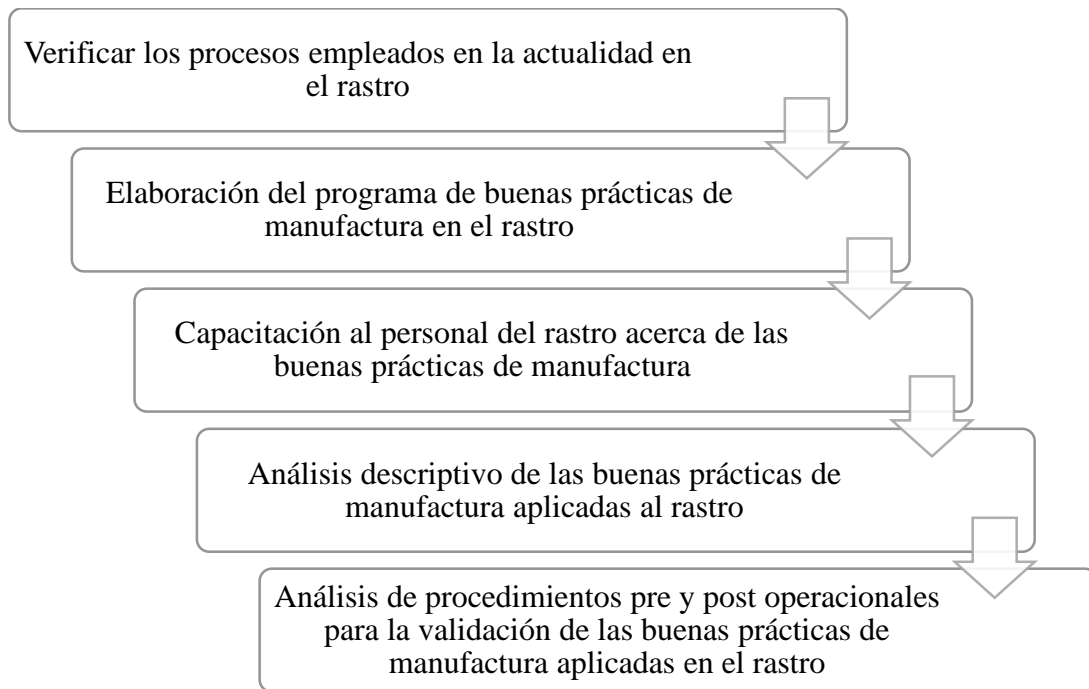 Verificar los procesos empleados en la actualidad en
el rastro
Elaboración del programa de buenas prácticas de
manufactura en el rastro
Capacitación al personal del rastro acerca de las
buenas prácticas de manufactura
Análisis descriptivo de las buenas prácticas de
manufactura aplicadas al rastro
Análisis de procedimientos pre y post operacionales
para la validación de las buenas prácticas de
manufactura aplicadas en el rastro